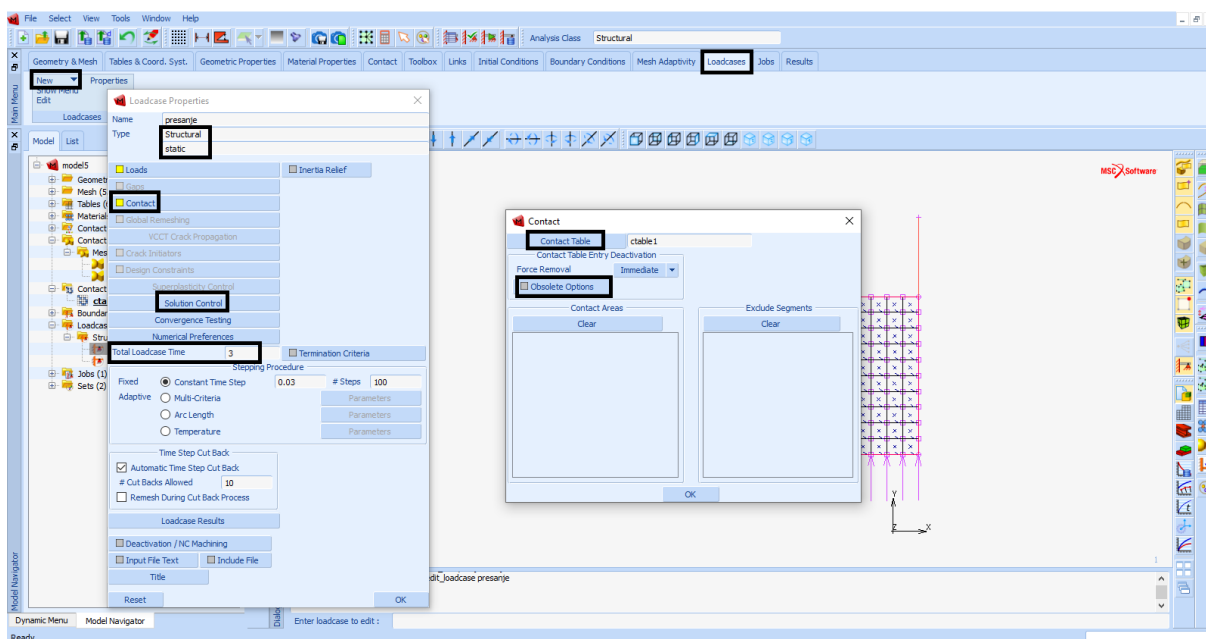 File Select View Tools Window Help
Analysis Class Structural
Geometry & Mesh Tables & Coord. Syst. Geometric Properties Material Properties Contact Toolbox Links Initial Conditions Boundary Conditions Mesh Adaptivity Loadcases Jobs Results
New Properties
Show Menu
Edit
Loadcases
Main Menu
Model List
model5
Geomet
Mesh (5
Tables (
Material
Contact
Contact
Mes
Contact
cta
Boundar
Loadcas
Stru
Jobs (1)
Sets (2)
Model Navigator
Dynamic Menu Model Navigator
Ready
Loadcase Properties
Name presanje
Type Structural
static
Loads Inertia Relief
Gaps
Contact
Global Remeshing
VCCT Crack Propagation
Crack Initiators
Design Constraints
Superplasticity Control
Solution Control
Convergence Testing
Numerical Preferences
Total Loadcase Time 3 Termination Criteria
Stepping Procedure
Fixed Constant Time Step 0.03 # Steps 100
Adaptive Multi-Criteria Parameters
Arc Length Parameters
Temperature Parameters
Time Step Cut Back
Automatic Time Step Cut Back
# Cut Backs Allowed 10
Remesh During Cut Back Process
Loadcase Results
Deactivation / NC Machining
Input File Text Include File
Title
Reset OK
Contact
Contact Table ctable1
Contact Table Entry Deactivation
Force Removal Immediate
Obsolete Options
Contact Areas Exclude Segments
Clear Clear
OK
MSC Software
Y
Z X
1
dit_loadcase presanje
Dialo
Enter loadcase to edit :